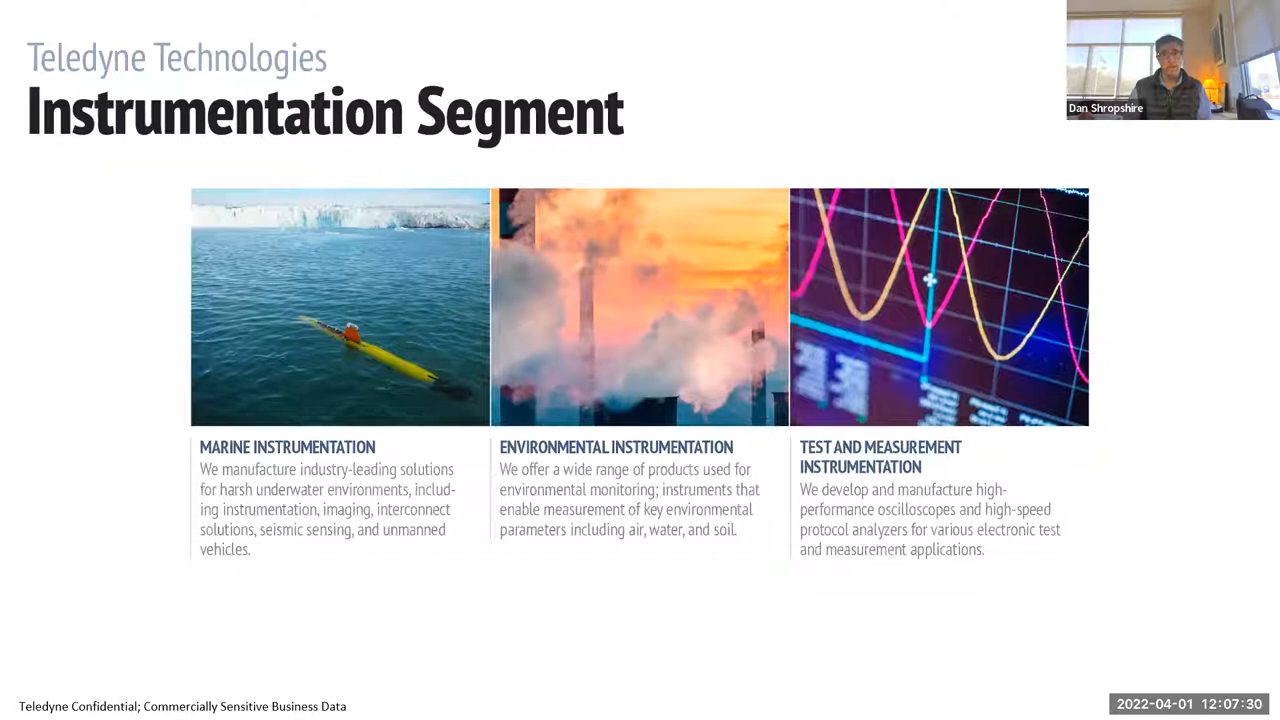 Teledyne Technologies
Instrumentation Segment
Dan Shropshire
MARINE INSTRUMENTATION
We manufacture industry-leading solutions
for harsh underwater environments, includ-
ing instrumentation, imaging, interconnect
solutions, seismic sensing, and unmanned
vehicles.
ENVIRONMENTAL INSTRUMENTATION
We offer a wide range of products used for
environmental monitoring; instruments that
enable measurement of key environmental
parameters including air, water, and soil.
TEST AND MEASUREMENT
INSTRUMENTATION
We develop and manufacture high-
performance oscilloscopes and high-speed
protocol analyzers for various electronic test
and measurement applications.
Teledyne Confidential; Commercially Sensitive Business Data
2022-04-01 12:07:30